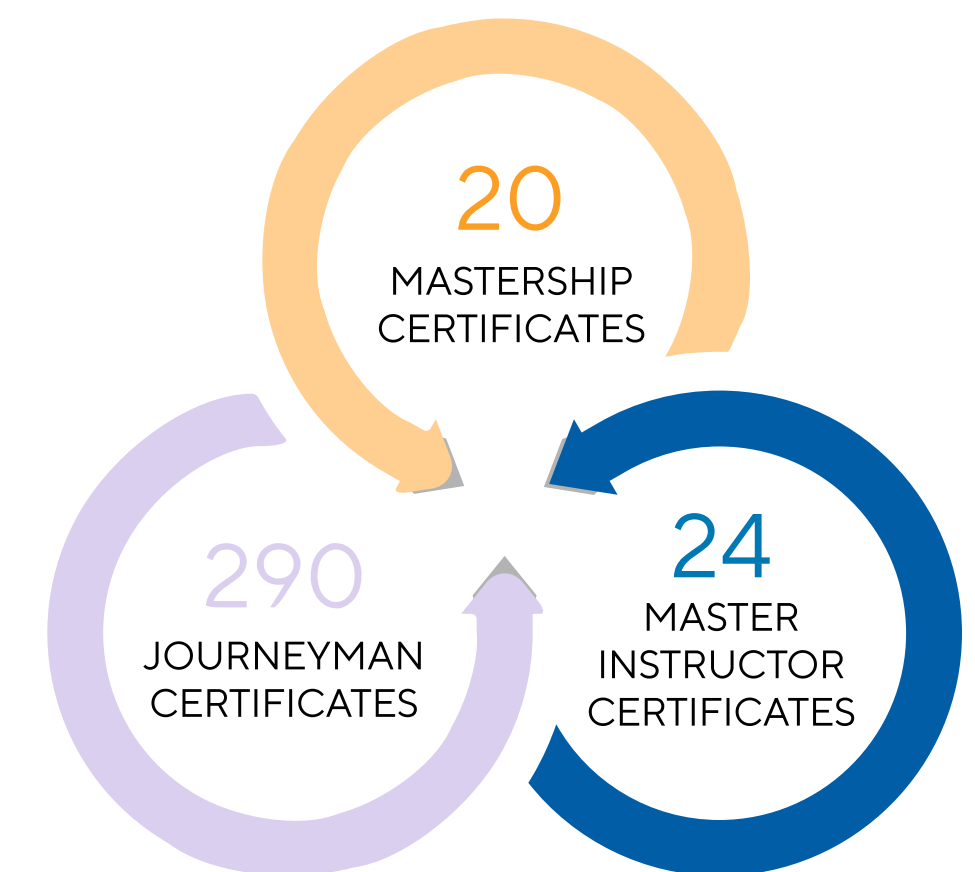 20
MASTERSHIP
CERTIFICATES
290
JOURNEYMAN
CERTIFICATES
24
MASTER
INSTRUCTOR
CERTIFICATES